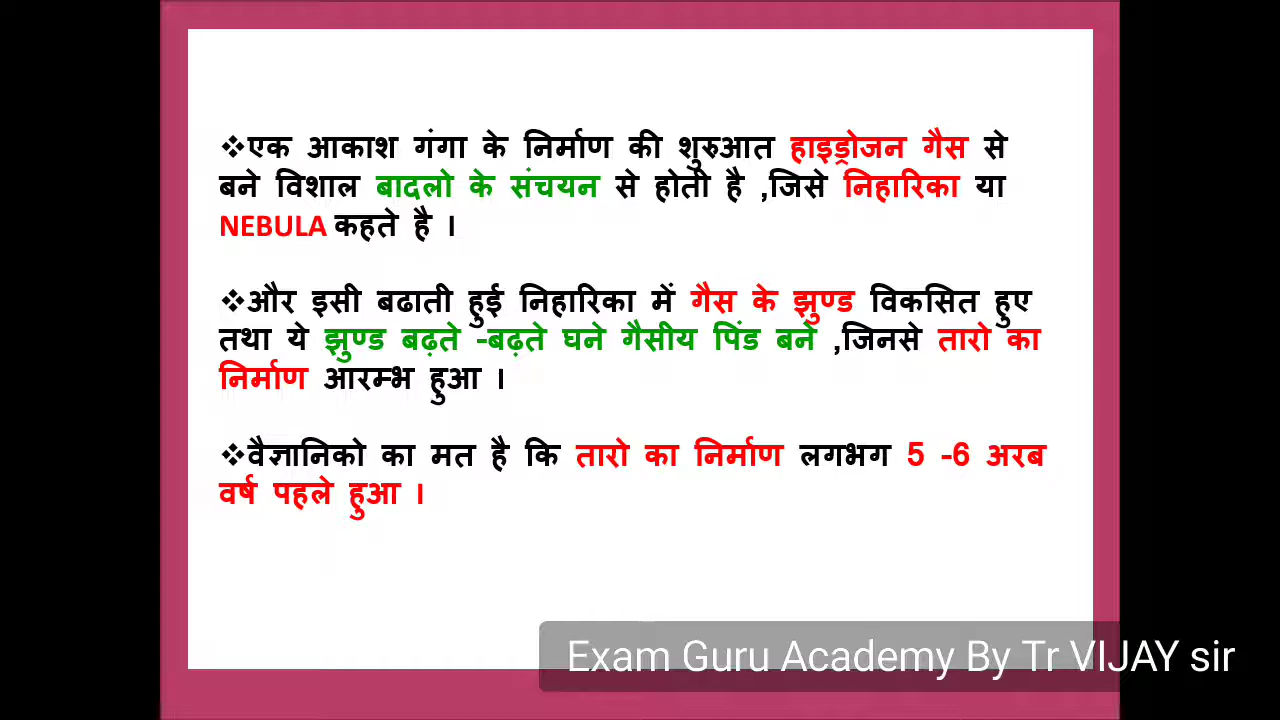 ❖एक आकाश गंगा के निर्माण की शुरुआत हाइड्रोजन गैस से
बने विशाल बादलो के संचयन से होती है ,जिसे निहारिका या
NEBULA कहते है ।
❖और इसी बढाती हुई निहारिका में गैस के झुण्ड विकसित हुए
तथा ये झुण्ड बढ़ते -बढ़ते घने गैसीय पिंड बने ,जिनसे तारो का
निर्माण आरम्भ हुआ ।
❖वैज्ञानिको का मत है कि तारो का निर्माण लगभग 5 -6 अरब
वर्ष पहले हुआ ।
Exam Guru Academy By Tr VIJAY sir